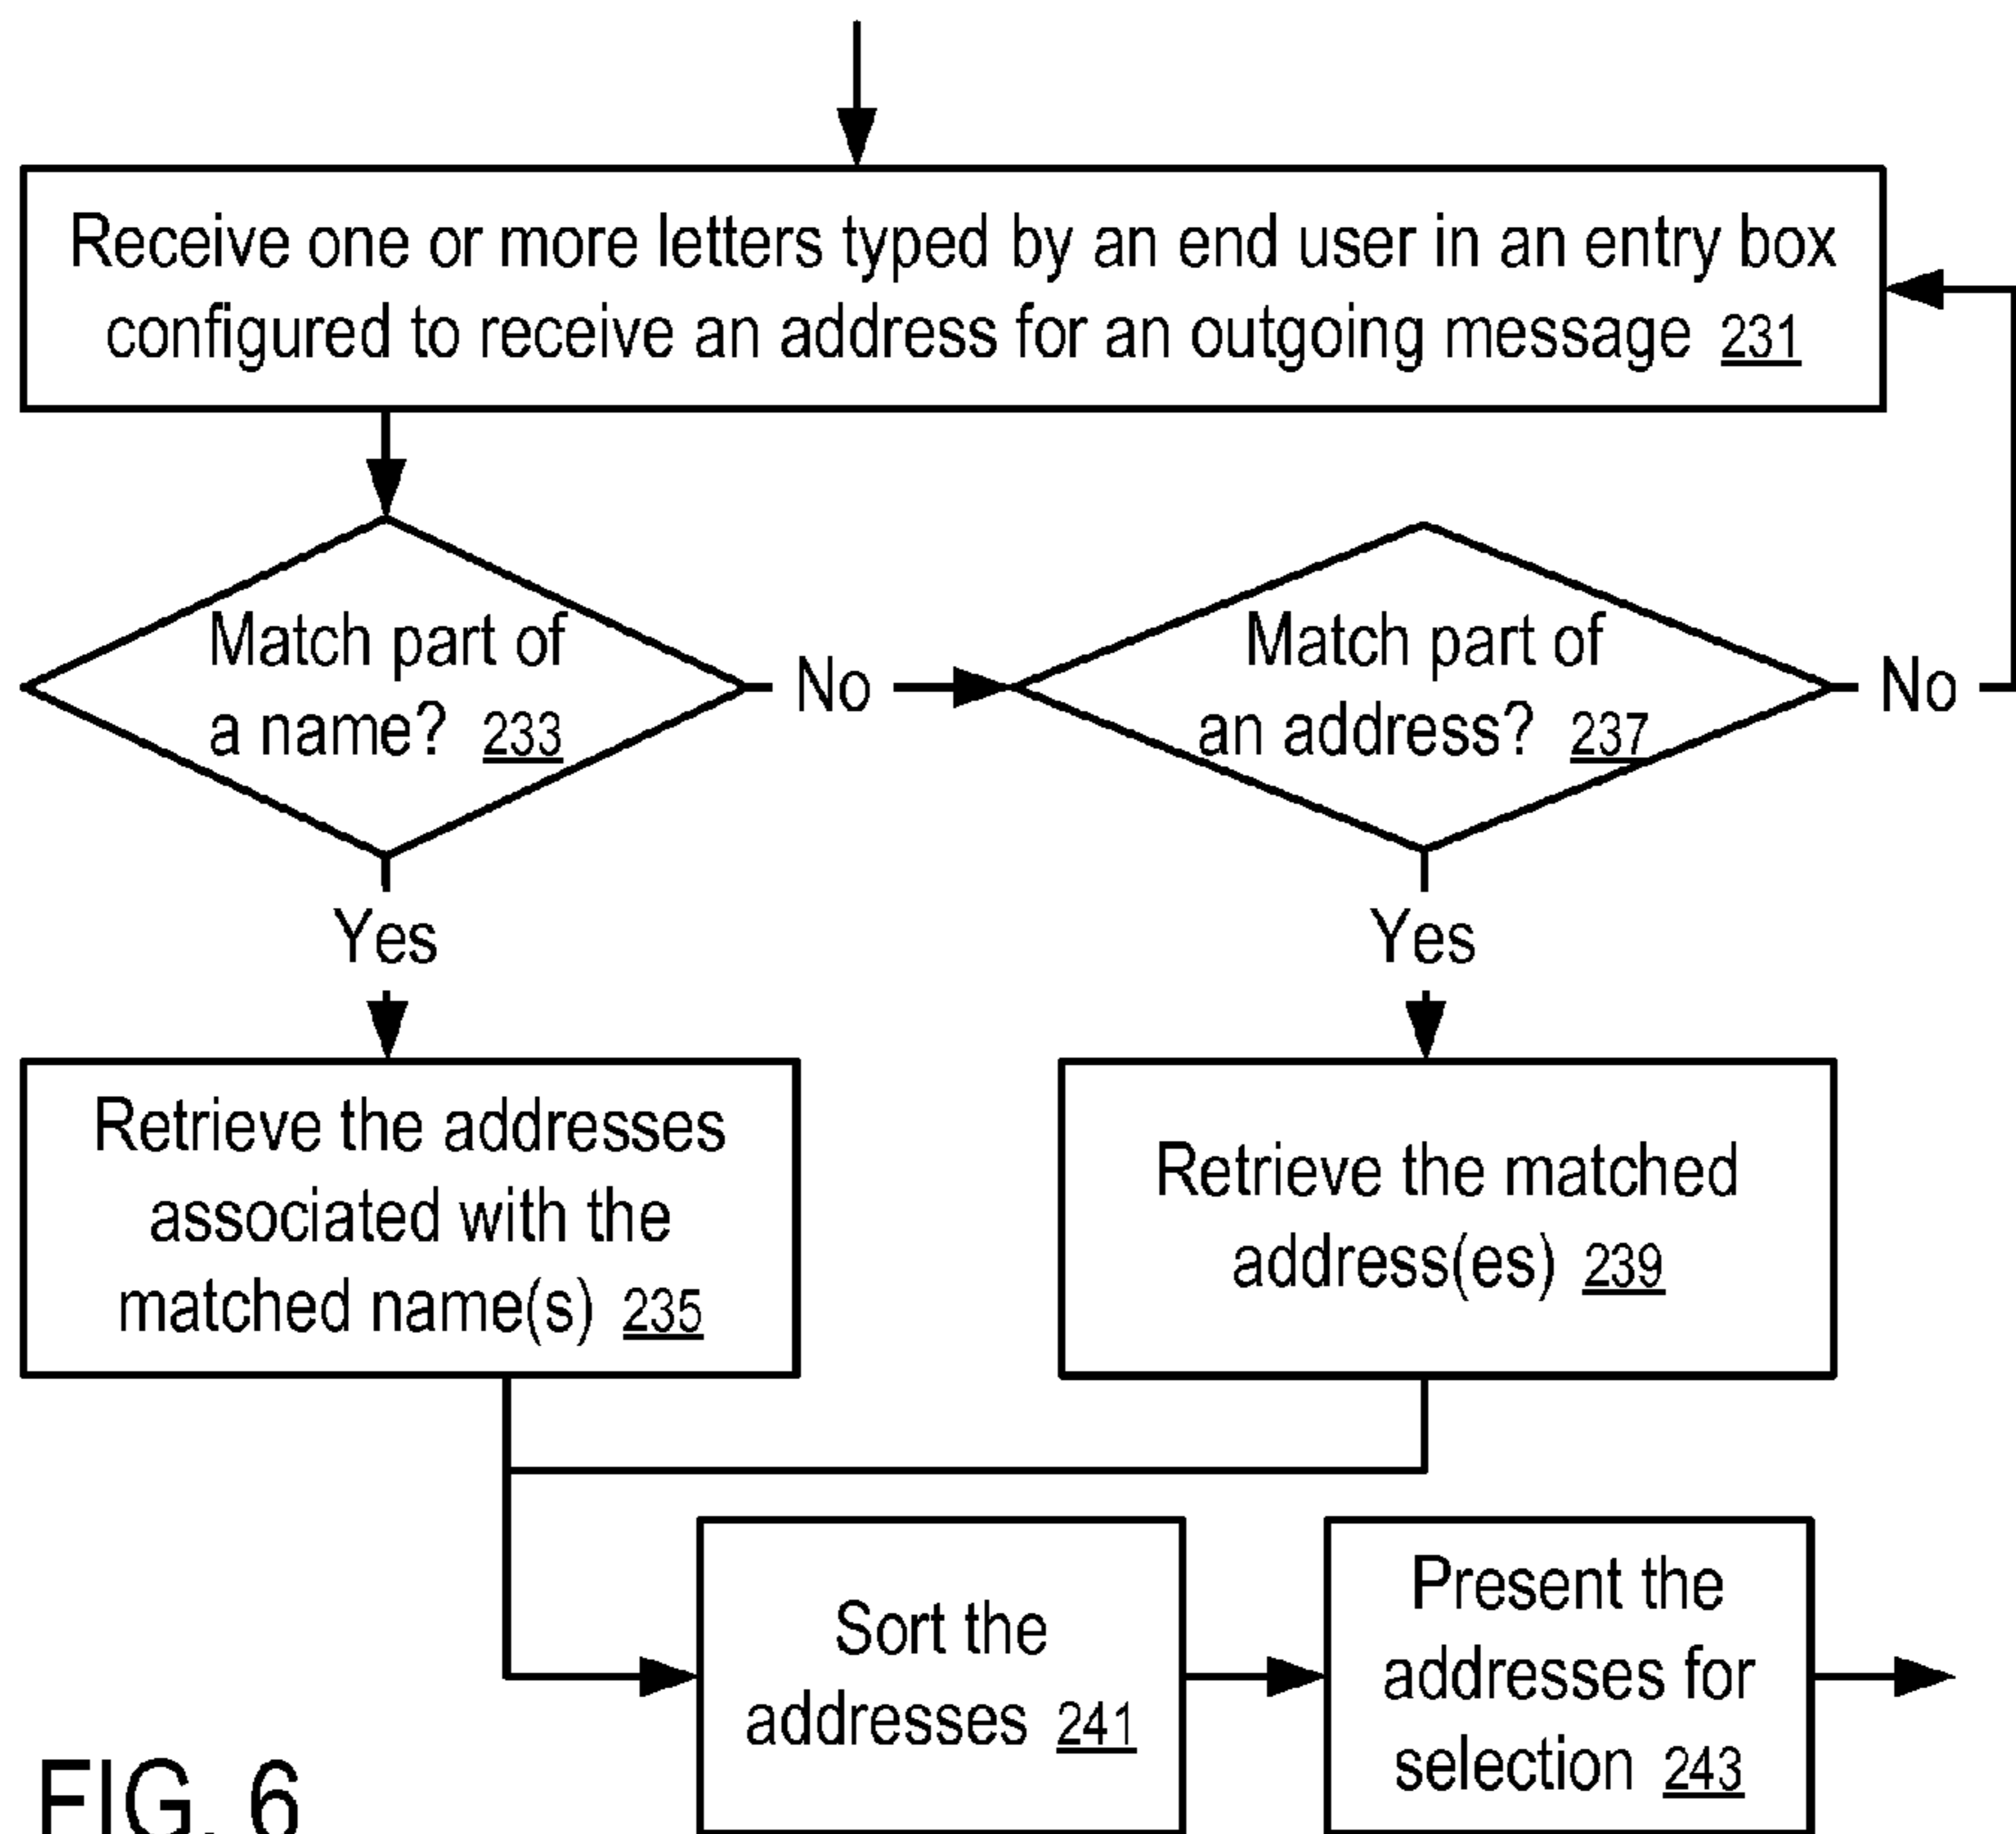 Receive one or more letters typed by an end user in an entry box
configured to receive an address for an outgoing message 231
Match part of
a name? 233
No
Match part of
an address? 237
No
Yes
Yes
Retrieve the addresses
associated with the
matched name(s) 235
Retrieve the matched
address(es) 239
Sort the
addresses 241
Present the
addresses for
selection 243
FIG. 6